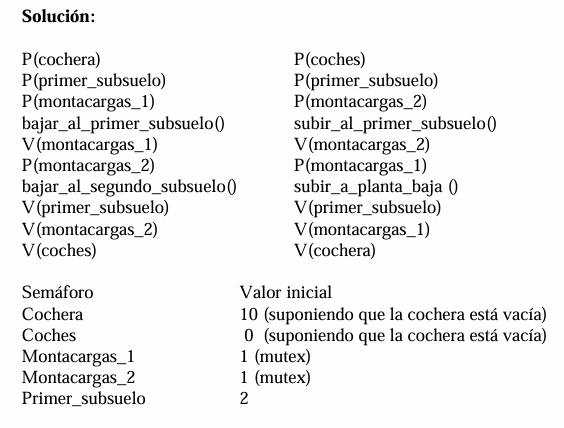 Solución:
P(cochera) P(coches)
P(primer_subsuelo) P(primer_subsuelo)
P(montacargas_1) P(montacargas_2)
bajar_al_primer_subsuelo() subir_al_primer_subsuelo()
V(montacargas_1) V(montacargas_2)
P(montacargas_2) P(montacargas_1)
bajar_al_segundo_subsuelo() subir_a_planta_baja ()
V(primer_subsuelo) V(primer_subsuelo)
V(montacargas_2) V(montacargas_1)
V(coches) V(cochera)
Semáforo Valor inicial
Cochera 10 (suponiendo que la cochera está vacía)
Coches 0 (suponiendo que la cochera está vacía)
Montacargas_1 1 (mutex)
Montacargas_2 1 (mutex)
Primer_subsuelo 2